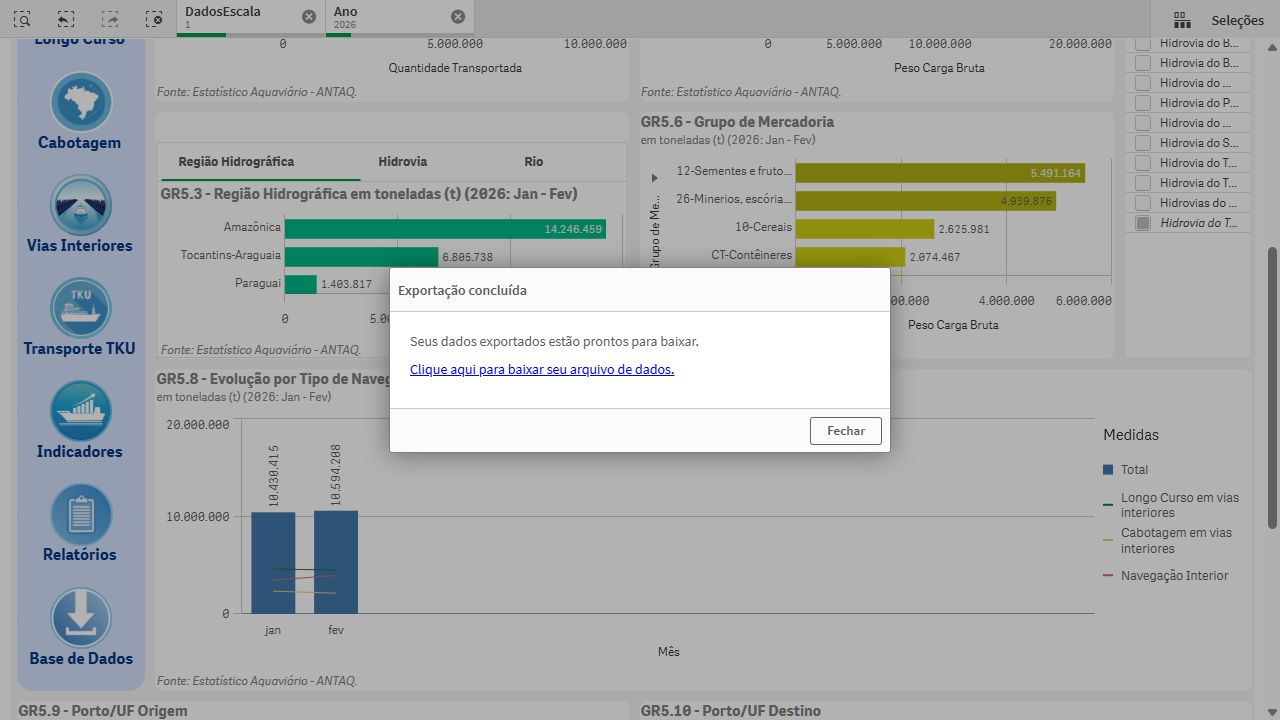 DadosEscala
1
Ano
2026
Seleções
Longo Curso
Cabotagem
Vias Interiores
TKU
Transporte TKU
Indicadores
Relatórios
Base de Dados
0
5.000.000
10.000.000
Quantidade Transportada
Fonte: Estatístico Aquaviário - ANTAQ.
0
5.000.000
10.000.000
20.000.000
Peso Carga Bruta
Fonte: Estatístico Aquaviário - ANTAQ.
Hidrovia do B...
Hidrovia do B...
Hidrovia do ...
Hidrovia do P...
Hidrovia do ...
Hidrovia do S...
Hidrovia do T...
Hidrovia do T...
Hidrovias do ...
Hidrovia do T...
Região Hidrográfica
Hidrovia
Rio
GR5.3 - Região Hidrográfica em toneladas (t) (2026: Jan - Fev)
Amazônica
14.246.459
Tocantins-Araguaia
6.805.738
Paraguai
1.403.817
0
5.0
Fonte: Estatístico Aquaviário - ANTAQ.
GR5.6 - Grupo de Mercadoria
em toneladas (t) (2026: Jan - Fev)
Grupo de Me...
12-Sementes e fruto...
5.491.164
26-Minerios, escória...
4.939.876
10-Cereais
2.625.981
CT-Contêineres
2.074.467
4.000.000
6.000.000
Peso Carga Bruta
Exportação concluída
Seus dados exportados estão prontos para baixar.
Clique aqui para baixar seu arquivo de dados.
Fechar
GR5.8 - Evolução por Tipo de Naveg
em toneladas (t) (2026: Jan - Fev)
20.000.000
10.000.000
0
10.430.415
10.594.208
jan
fev
Mês
Medidas
Total
Longo Curso em vias
interiores
Cabotagem em vias
interiores
Navegação Interior
Fonte: Estatístico Aquaviário - ANTAQ.
GR5.9 - Porto/UF Origem
GR5.10 - Porto/UF Destino